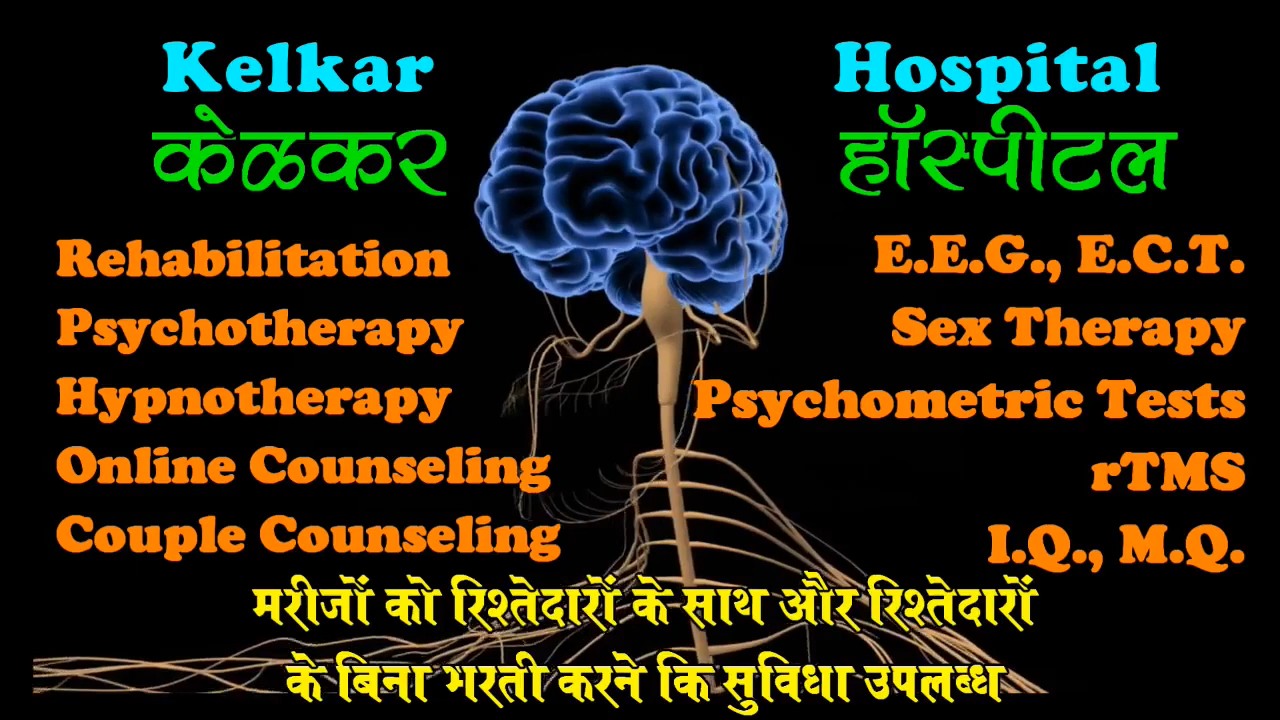 Kelkar Hospital
केळकर हॉस्पीटल
Rehabilitation
Psychotherapy
Hypnotherapy
Online Counseling
Couple Counseling
E.E.G., E.C.T.
Sex Therapy
Psychometric Tests
rTMS
I.Q., M.Q.
मरीजों को रिश्तेदारों के साथ और रिश्तेदारों
के बिना भरती करने कि सुविधा उपलब्ध